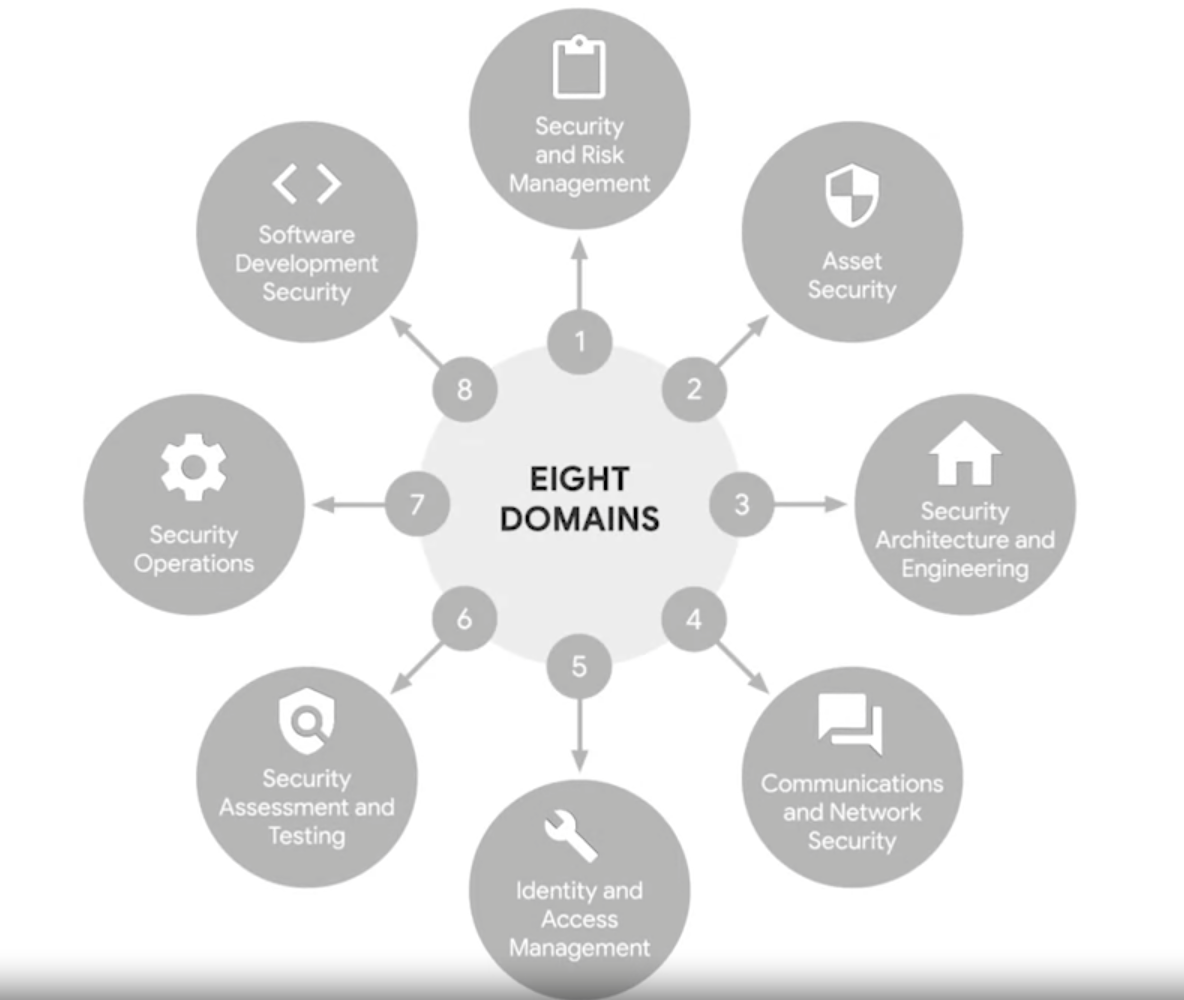 EIGHT
DOMAINS
1
Security
and Risk
Management
2
Asset
Security
3
Security
Architecture and
Engineering
4
Communications
and Network
Security
5
Identity and
Access
Management
6
Security
Assessment and
Testing
7
Security
Operations
8
Software
Development
Security